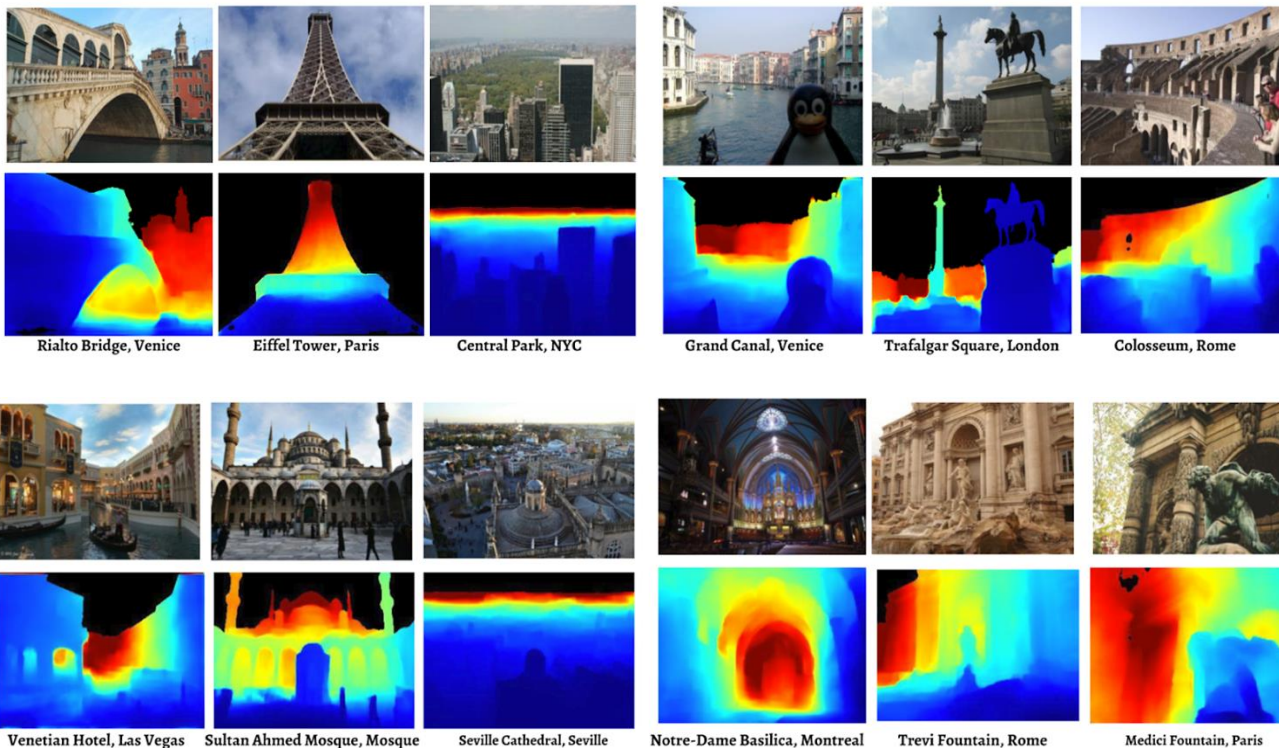 Rialto Bridge, Venice
Eiffel Tower, Paris
Central Park, NYC
Grand Canal, Venice
Trafalgar Square, London
Colosseum, Rome
Venetian Hotel, Las Vegas
Sultan Ahmed Mosque, Mosque
Seville Cathedral, Seville
Notre-Dame Basilica, Montreal
Trevi Fountain, Rome
Medici Fountain, Paris